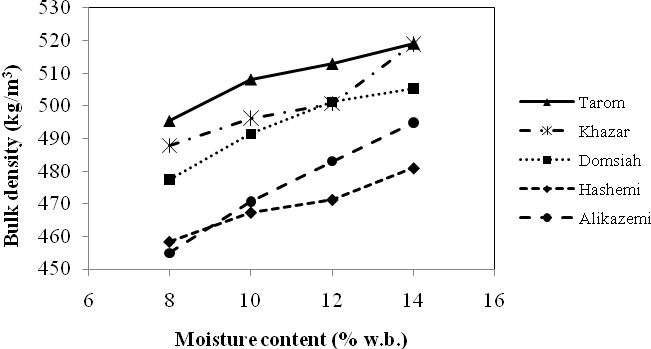 530
520
510
500
490
480
470
460
450
6
8
10
12
14
16
Bulk density (kg/m³)
Moisture content (% w.b.)
Tarom
Khazar
Domsiah
Hashemi
Alikazemi